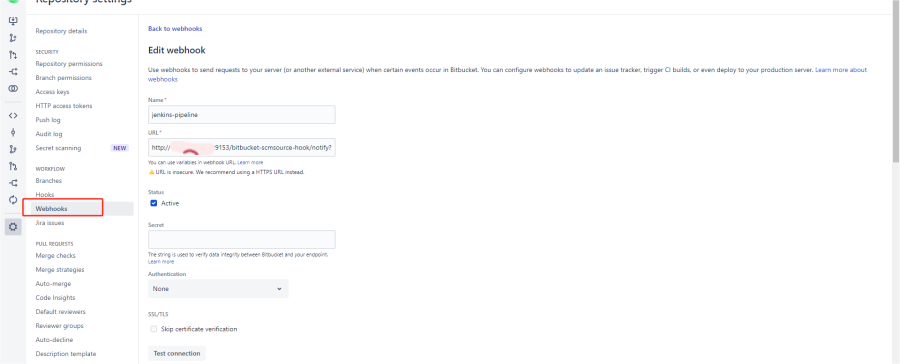 Repository settings
Repository details
SECURITY
Repository permissions
Branch permissions
Access keys
HTTP access tokens
Push log
Audit log
Secret scanning NEW
WORKFLOW
Branches
Hooks
Webhooks
Jira issues
PULL REQUESTS
Merge checks
Merge strategies
Auto-merge
Code Insights
Default reviewers
Reviewer groups
Auto-decline
Description template
Back to webhooks
Edit webhook
Use webhooks to send requests to your server (or another external service) when certain events occur in Bitbucket. You can configure webhooks to update an issue tracker, trigger CI builds, or even deploy to your production server. Learn more about
webhooks
Name*
jenkins-pipeline
URL*
http:// :9153/bitbucket-scmsource-hook/notify?
You can use variables in webhook URL. Learn more
URL is insecure. We recommend using a HTTPS URL instead.
Status
Active
Secret
The string is used to verify data integrity between Bitbucket and your endpoint.
Learn more
Authentication
None
SSL/TLS
Skip certificate verification
Test connection